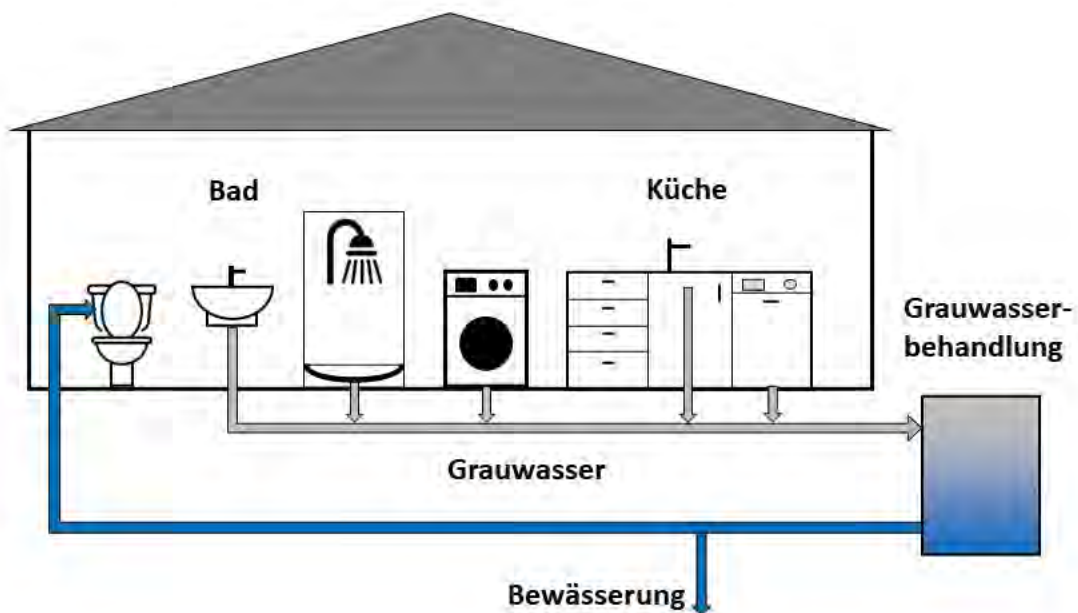 Bad
Küche
Grauwasser-
behandlung
Grauwasser
Bewässerung